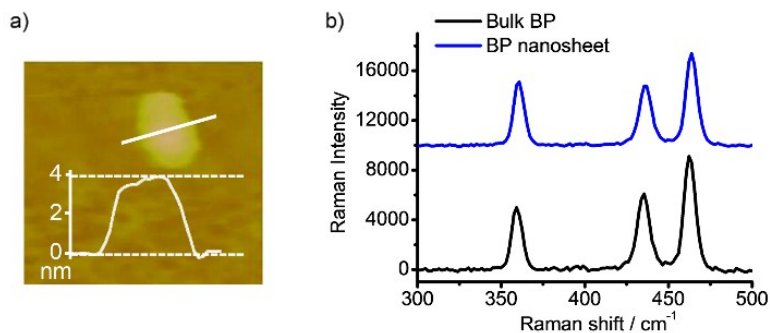 a)
4
2
0
nm
b)
Bulk BP
BP nanosheet
16000
12000
8000
4000
0
Raman Intensity
300 350 400 450 500
Raman shift / cm⁻¹